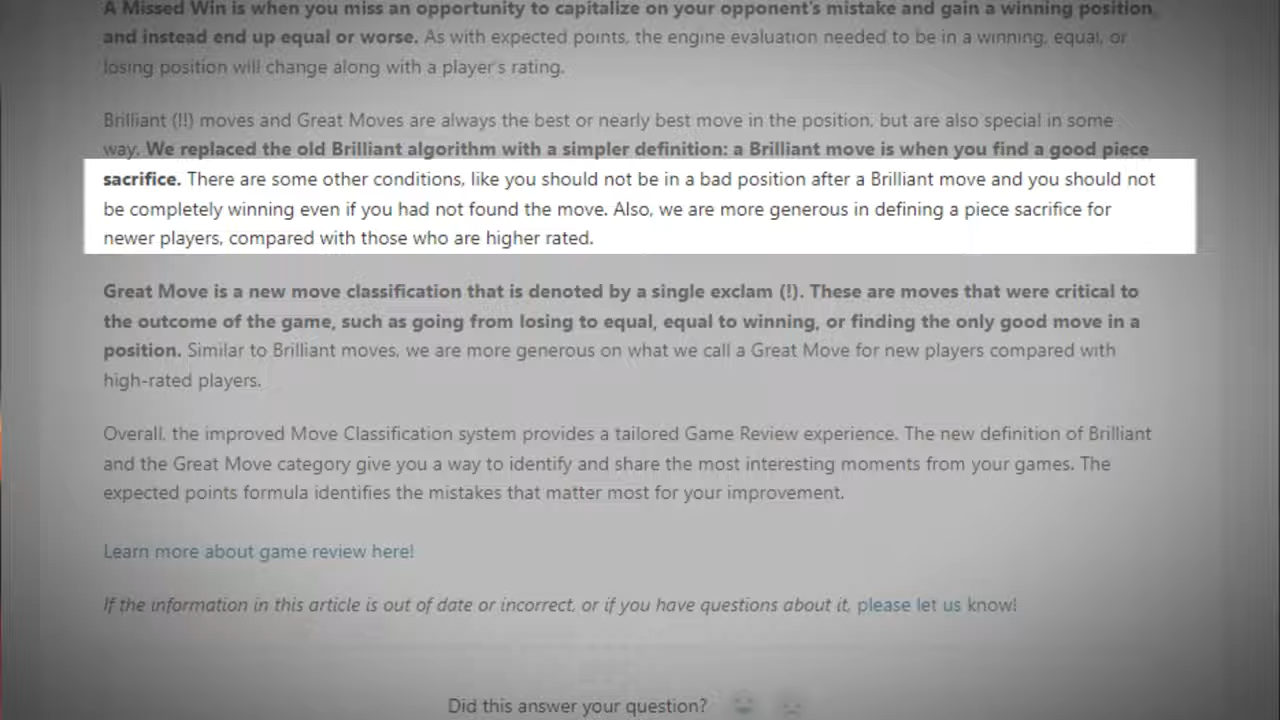 A Missed Win is when you miss an opportunity to capitalize on your opponent's mistake and gain a winning position
and instead end up equal or worse. As with expected points, the engine evaluation needed to be in a winning, equal, or
losing position will change along with a player's rating.
Brilliant (!!) moves and Great Moves are always the best or nearly best move in the position, but are also special in some
way. We replaced the old Brilliant algorithm with a simpler definition: a Brilliant move is when you find a good piece
sacrifice. There are some other conditions, like you should not be in a bad position after a Brilliant move and you should not
be completely winning even if you had not found the move. Also, we are more generous in defining a piece sacrifice for
newer players, compared with those who are higher rated.
Great Move is a new move classification that is denoted by a single exclam (!). These are moves that were critical to
the outcome of the game, such as going from losing to equal, equal to winning, or finding the only good move in a
position. Similar to Brilliant moves, we are more generous on what we call a Great Move for new players compared with
high-rated players.
Overall, the improved Move Classification system provides a tailored Game Review experience. The new definition of Brilliant
and the Great Move category give you a way to identify and share the most interesting moments from your games. The
expected points formula identifies the mistakes that matter most for your improvement.
Learn more about game review here!
If the information in this article is out of date or incorrect, or if you have questions about it, please let us know!
Did this answer your question?